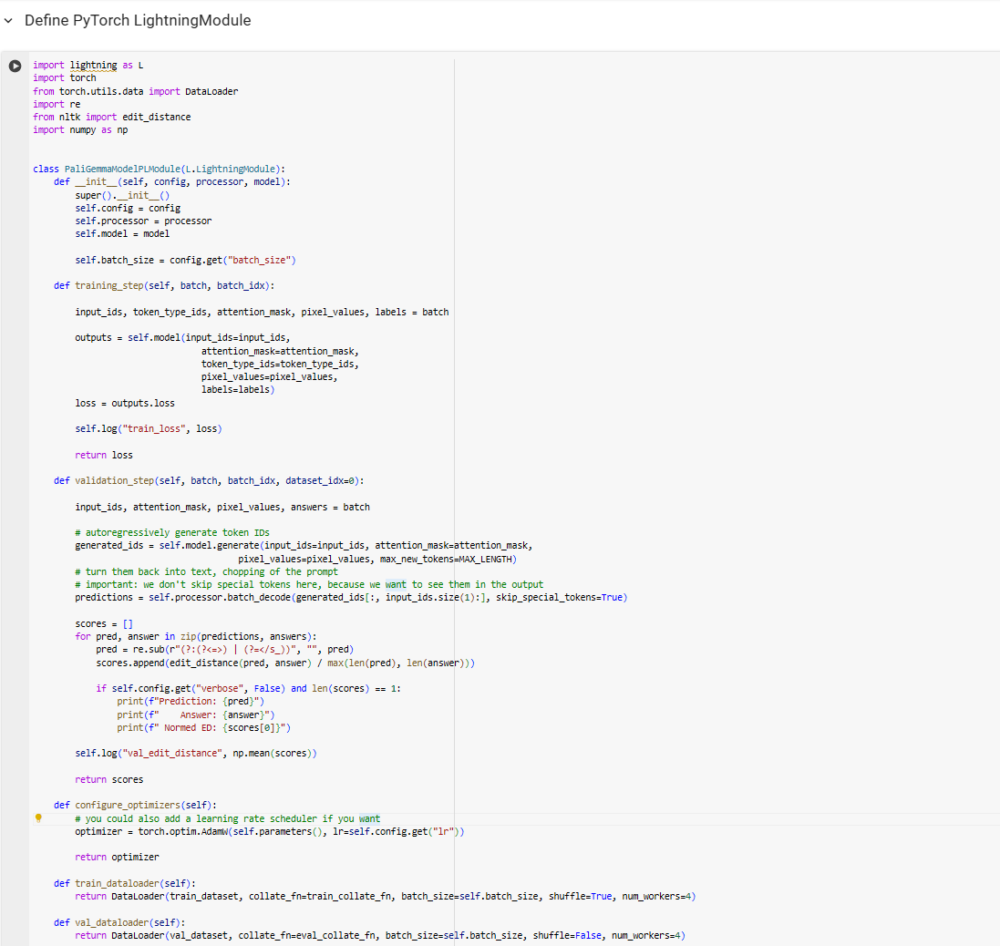 Define PyTorch LightningModule
import lightning as L
import torch
from torch.utils.data import DataLoader
import re
from nltk import edit_distance
import numpy as np
class PaliGemmaModelPLModule(L.LightningModule):
    def __init__(self, config, processor, model):
        super().__init__()
        self.config = config
        self.processor = processor
        self.model = model
        self.batch_size = config.get("batch_size")
    def training_step(self, batch, batch_idx):
        input_ids, token_type_ids, attention_mask, pixel_values, labels = batch
        outputs = self.model(input_ids=input_ids,
                                attention_mask=attention_mask,
                                token_type_ids=token_type_ids,
                                pixel_values=pixel_values,
                                labels=labels)
        loss = outputs.loss
        self.log("train_loss", loss)
        return loss
    def validation_step(self, batch, batch_idx, dataset_idx=0):
        input_ids, attention_mask, pixel_values, answers = batch
        # autoregressively generate token IDs
        generated_ids = self.model.generate(input_ids=input_ids, attention_mask=attention_mask,
                                       pixel_values=pixel_values, max_new_tokens=MAX_LENGTH)
        # turn them back into text, chopping of the prompt
        # important: we don't skip special tokens here, because we want to see them in the output
        predictions = self.processor.batch_decode(generated_ids[:, input_ids.size(1):], skip_special_tokens=True)
        scores = []
        for pred, answer in zip(predictions, answers):
            pred = re.sub(r"(?:(?<=>) | (?=</s_))", "", pred)
            scores.append(edit_distance(pred, answer) / max(len(pred), len(answer)))
            if self.config.get("verbose", False) and len(scores) == 1:
                print(f"Prediction: {pred}")
                print(f"    Answer: {answer}")
                print(f" Normed ED: {scores[0]}")
        self.log("val_edit_distance", np.mean(scores))
        return scores
    def configure_optimizers(self):
        # you could also add a learning rate scheduler if you want
        optimizer = torch.optim.AdamW(self.parameters(), lr=self.config.get("lr"))
        return optimizer
    def train_dataloader(self):
        return DataLoader(train_dataset, collate_fn=train_collate_fn, batch_size=self.batch_size, shuffle=True, num_workers=4)
    def val_dataloader(self):
        return DataLoader(val_dataset, collate_fn=eval_collate_fn, batch_size=self.batch_size, shuffle=False, num_workers=4)